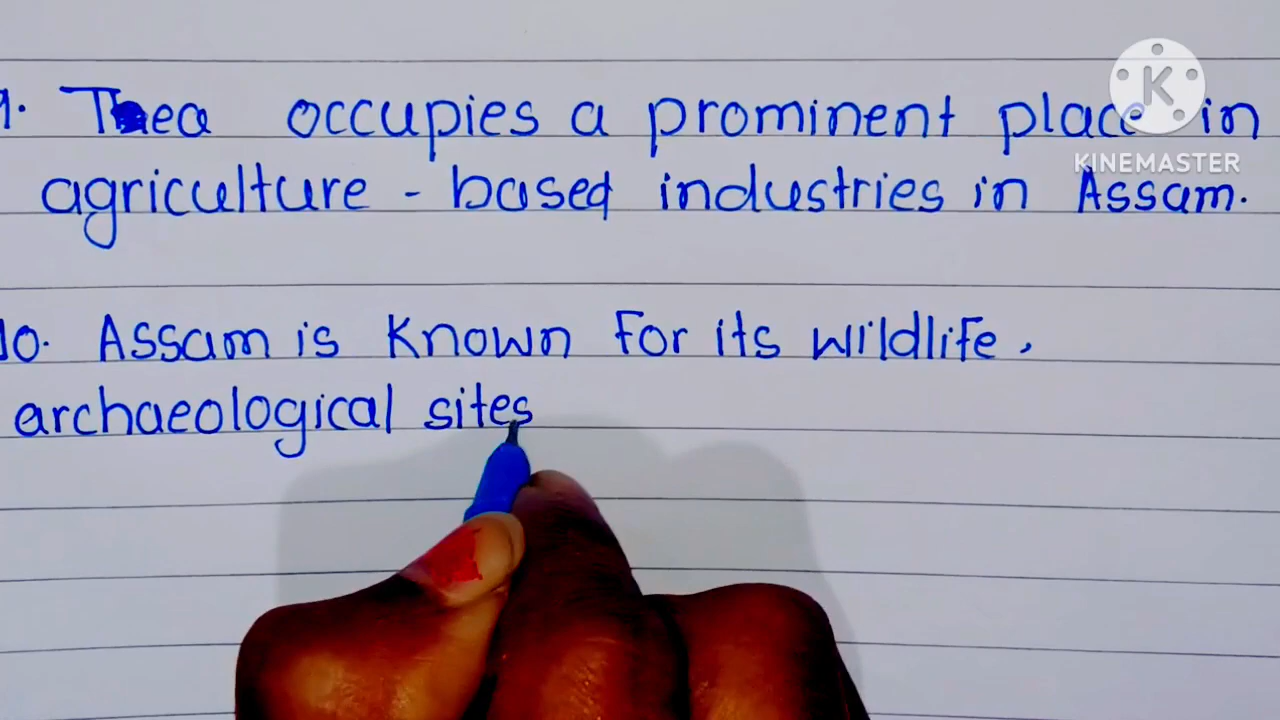 9. Tea occupies a prominent place in
agriculture - based industries in Assam.
10. Assam is known for its wildlife,
archaeological sites
K
KINEMASTER